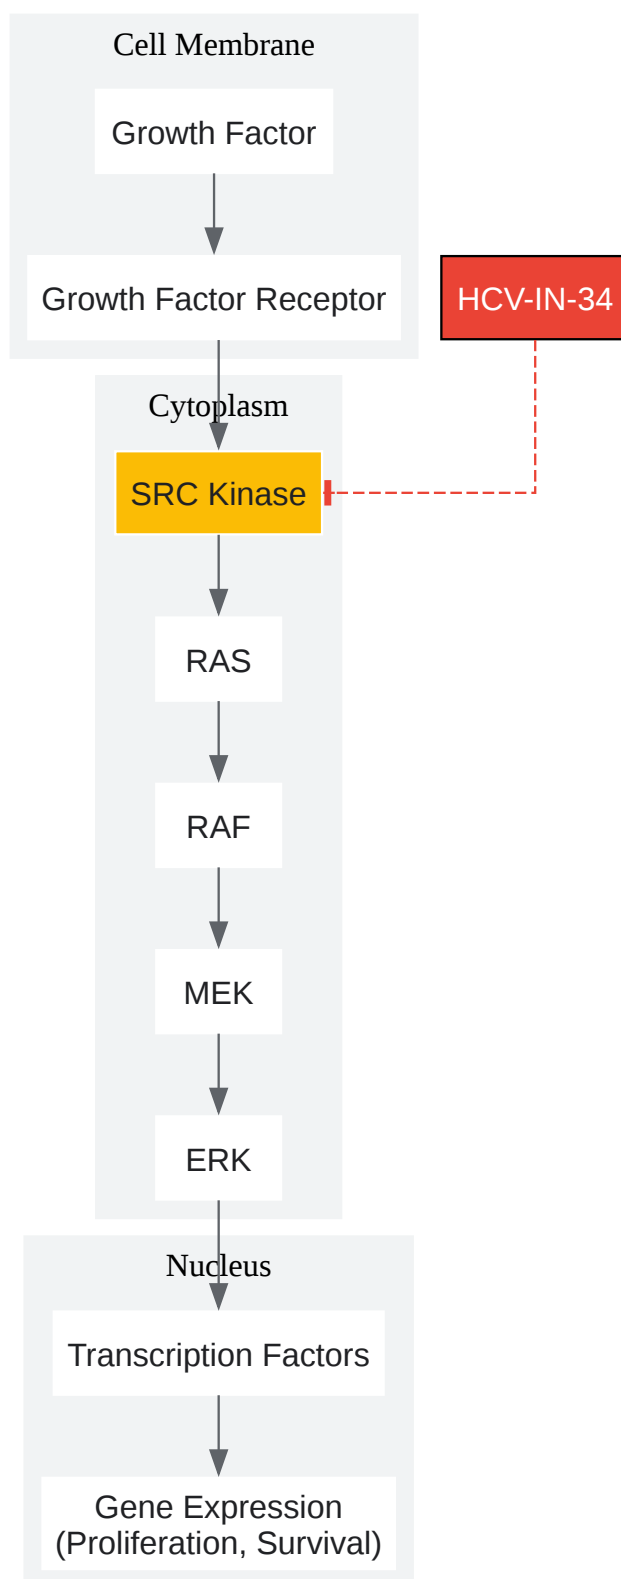 Cell Membrane
Growth Factor
Growth Factor Receptor
HCV-IN-34
Cytoplasm
SRC Kinase
RAS
RAF
MEK
ERK
Nucleus
Transcription Factors
Gene Expression
(Proliferation, Survival)